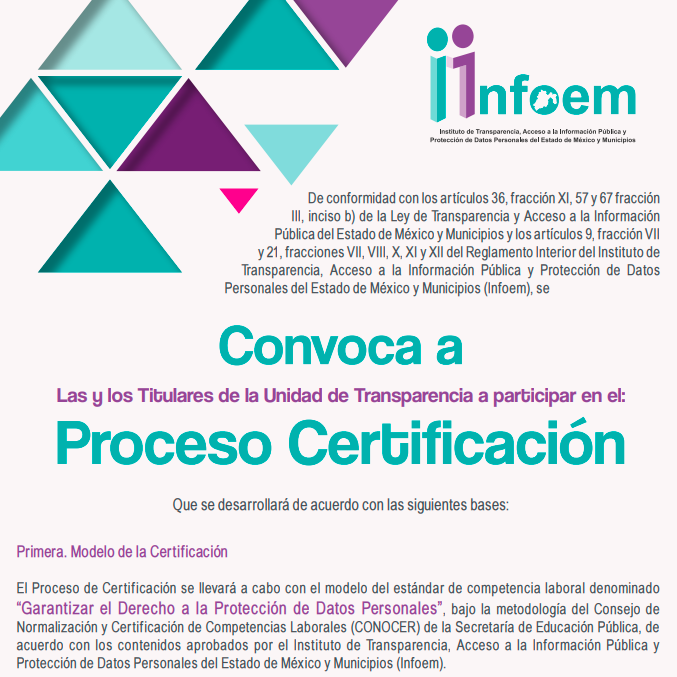 infoem
Instituto de Transparencia, Acceso a la Información Pública y
Protección de Datos Personales del Estado de México y Municipios
De conformidad con los artículos 36, fracción XI, 57 y 67 fracción
III, inciso b) de la Ley de Transparencia y Acceso a la Información
Pública del Estado de México y Municipios y los artículos 9, fracción VII
y 21, fracciones VII, VIII, X, XI y XII del Reglamento Interior del Instituto de
Transparencia, Acceso a la Información Pública y Protección de Datos
Personales del Estado de México y Municipios (Infoem), se
Convoca a
Las y los Titulares de la Unidad de Transparencia a participar en el:
Proceso Certificación
Que se desarrollará de acuerdo con las siguientes bases:
Primera. Modelo de la Certificación
El Proceso de Certificación se llevará a cabo con el modelo del estándar de competencia laboral denominado
“Garantizar el Derecho a la Protección de Datos Personales”, bajo la metodología del Consejo de
Normalización y Certificación de Competencias Laborales (CONOCER) de la Secretaría de Educación Pública, de
acuerdo con los contenidos aprobados por el Instituto de Transparencia, Acceso a la Información Pública y
Protección de Datos Personales del Estado de México y Municipios (Infoem).